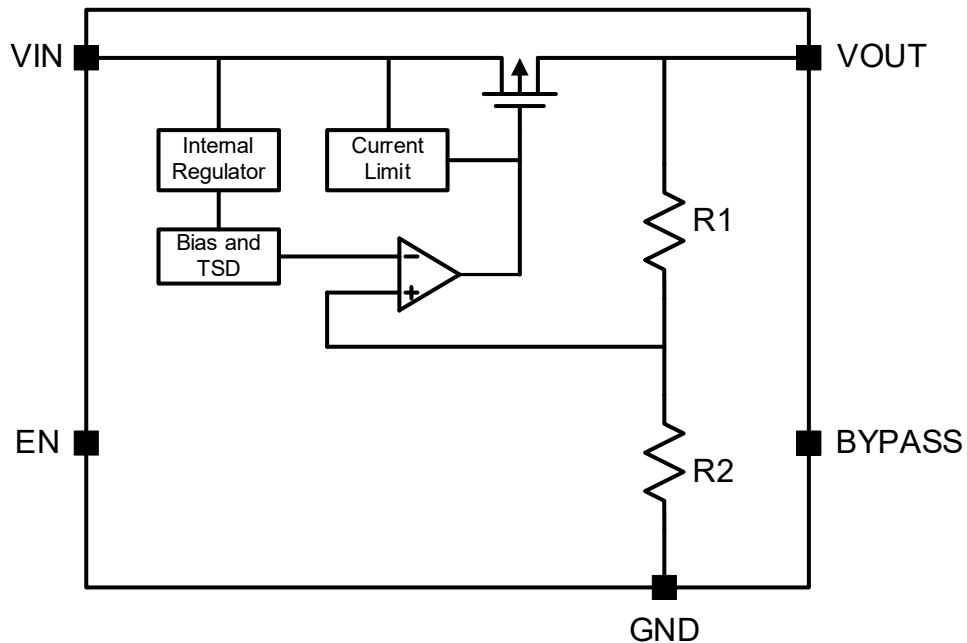 VIN
VOUT
Internal
Regulator
Current
Limit
R1
Bias and
TSD
−
+
EN
BYPASS
R2
GND